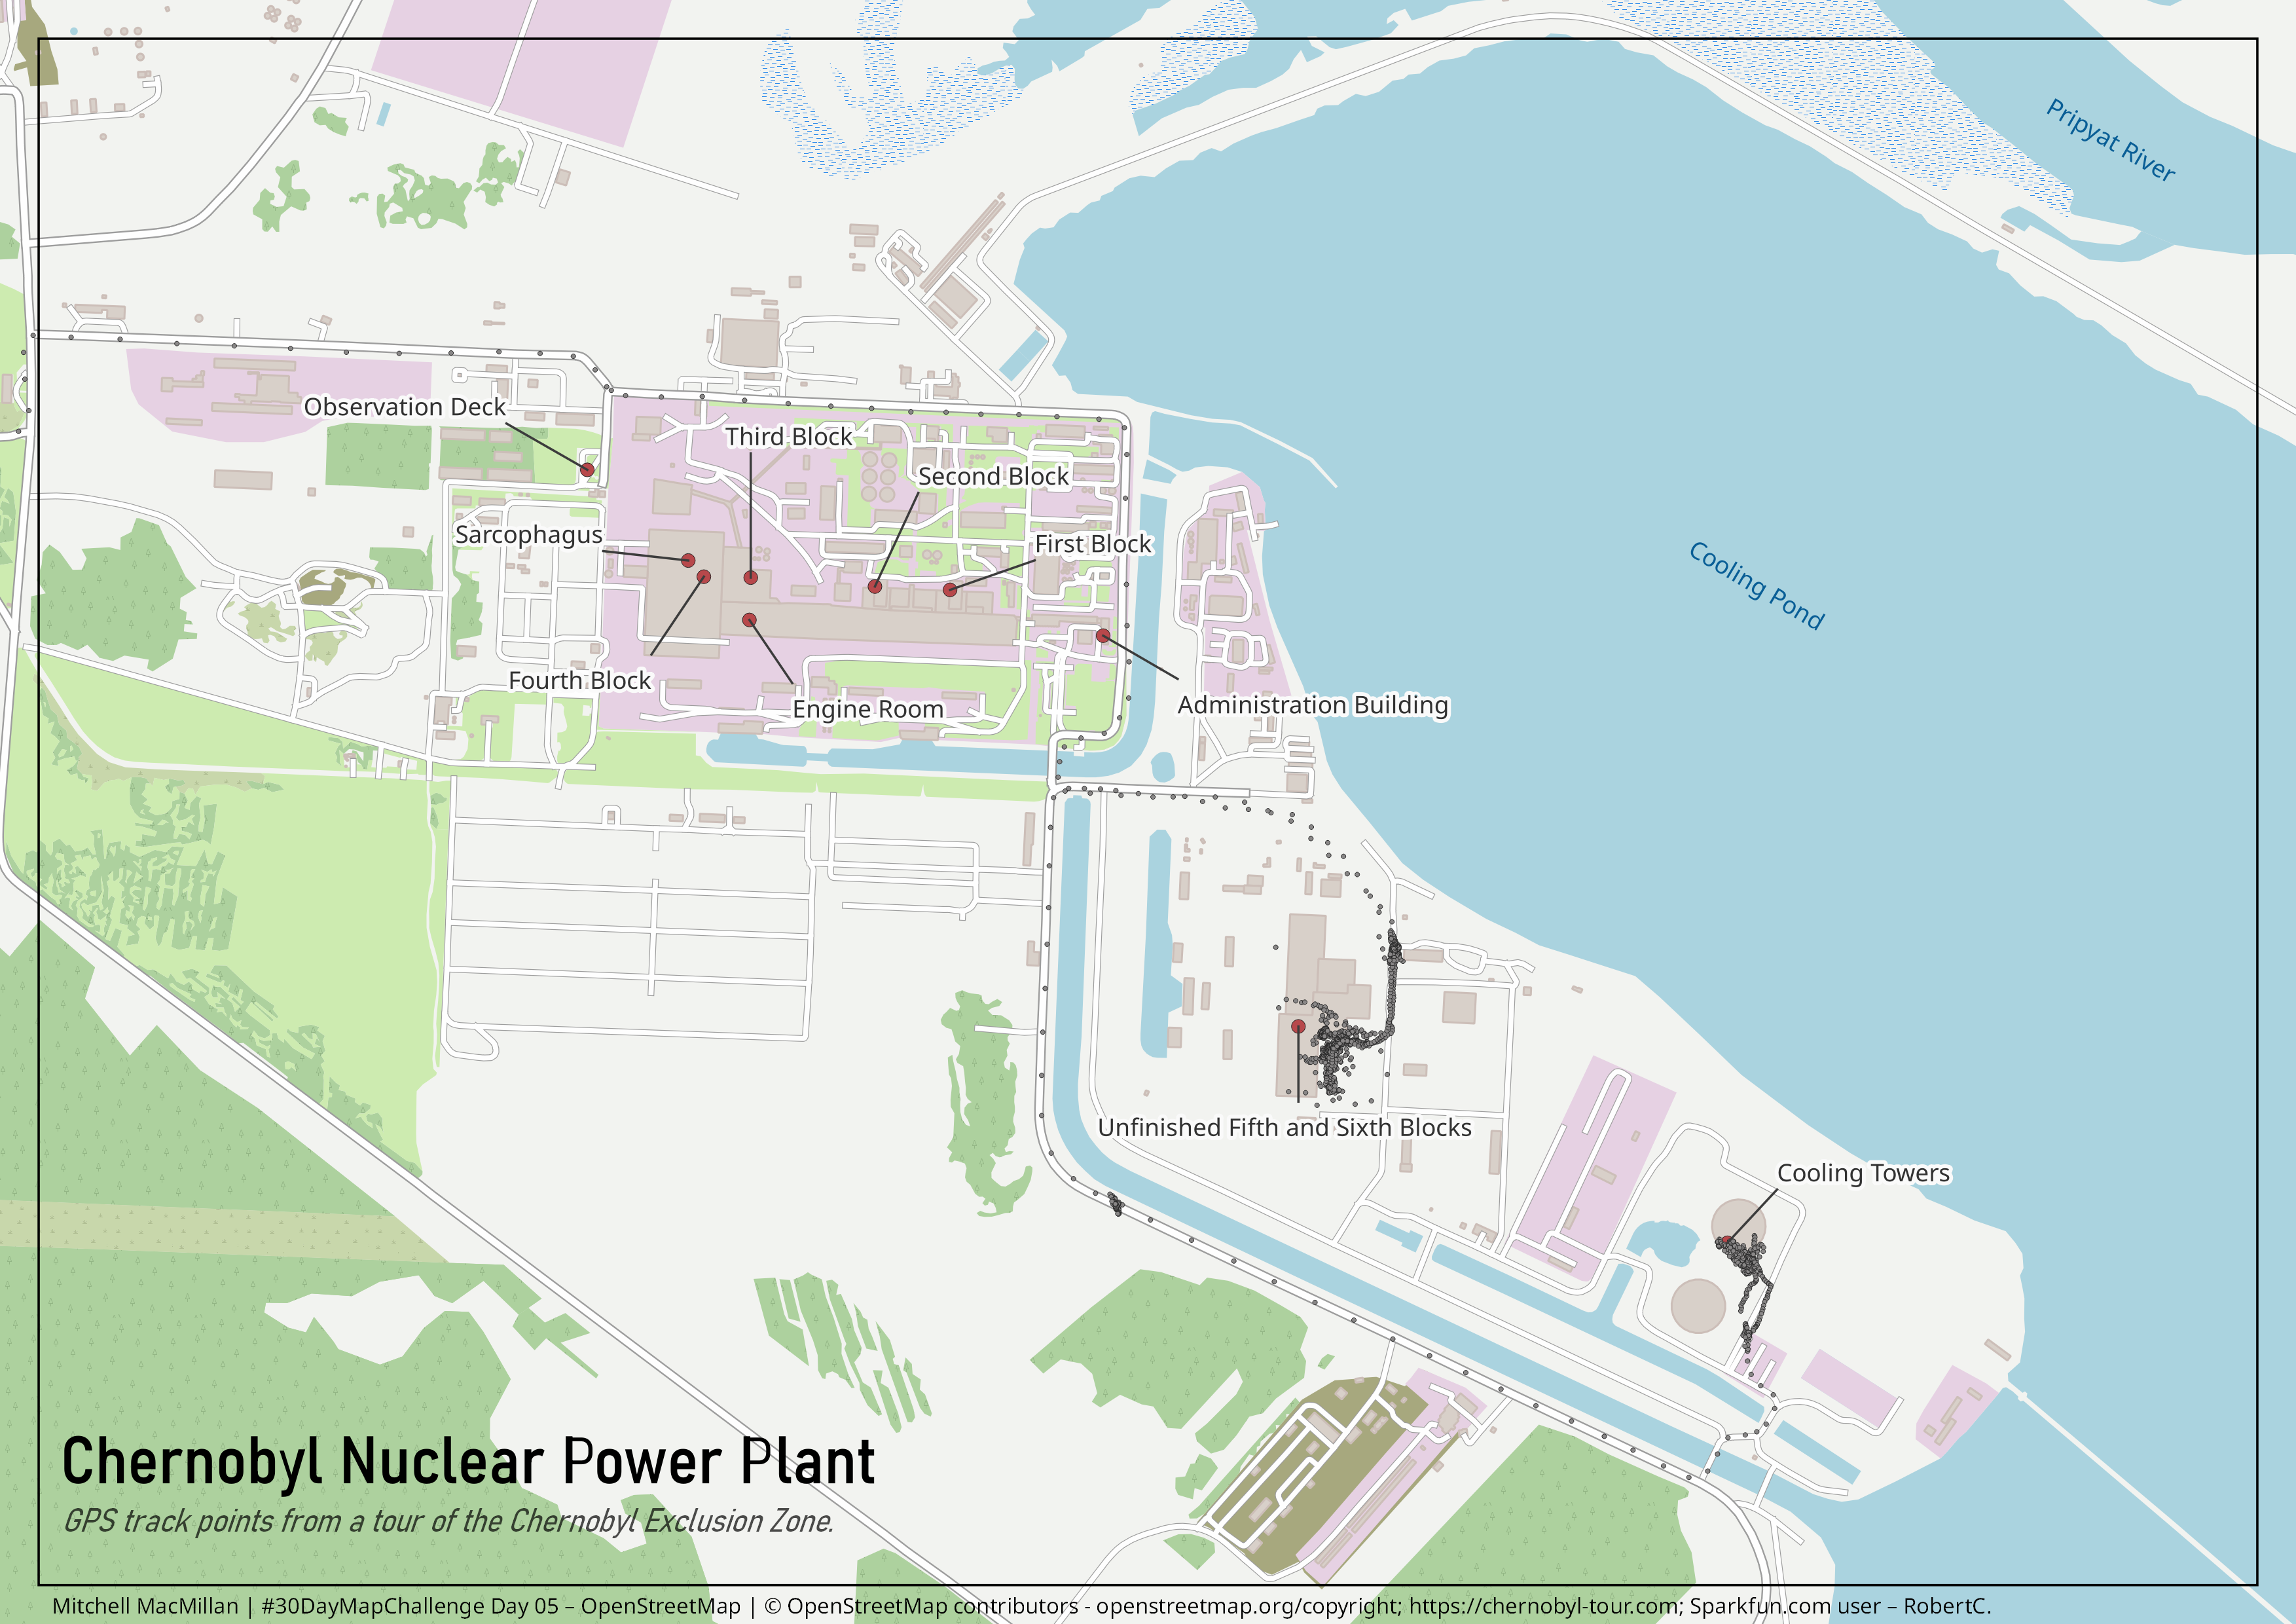 Pripyat River
Observation Deck
Third Block
Second Block
Sarcophagus
First Block
Cooling Pond
Fourth Block
Engine Room
Administration Building
Unfinished Fifth and Sixth Blocks
Cooling Towers
Chernobyl Nuclear Power Plant
GPS track points from a tour of the Chernobyl Exclusion Zone.
Mitchell MacMillan | #30DayMapChallenge Day 05 – OpenStreetMap | © OpenStreetMap contributors - openstreetmap.org/copyright; https://chernobyl-tour.com; Sparkfun.com user – RobertC.